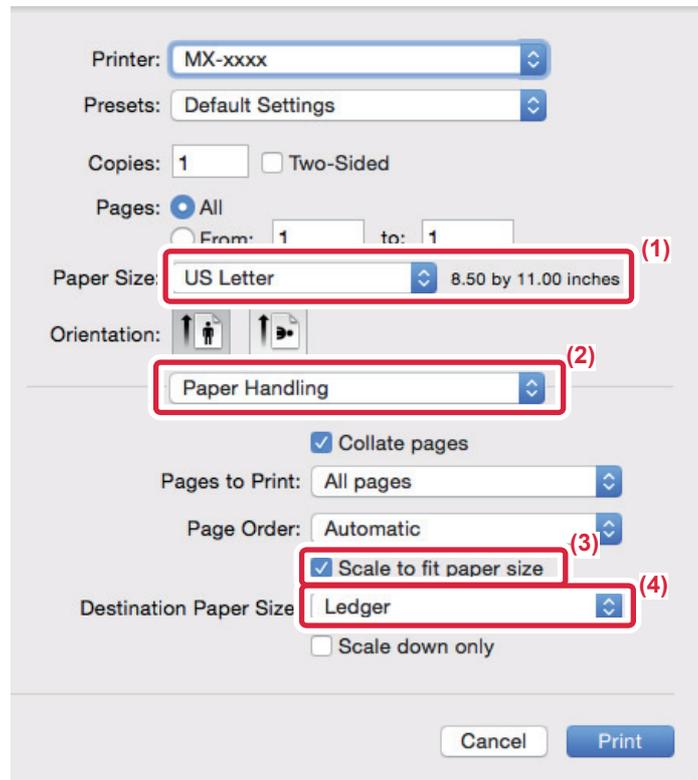 Printer: MX-xxxx
Presets: Default Settings
Copies: 1 Two-Sided
Pages: All
From: 1 to: 1
(1)
Paper Size: US Letter 8.50 by 11.00 inches
Orientation:
(2)
Paper Handling
Collate pages
Pages to Print: All pages
Page Order: Automatic
(3)
Scale to fit paper size
(4)
Destination Paper Size Ledger
Scale down only
Cancel Print